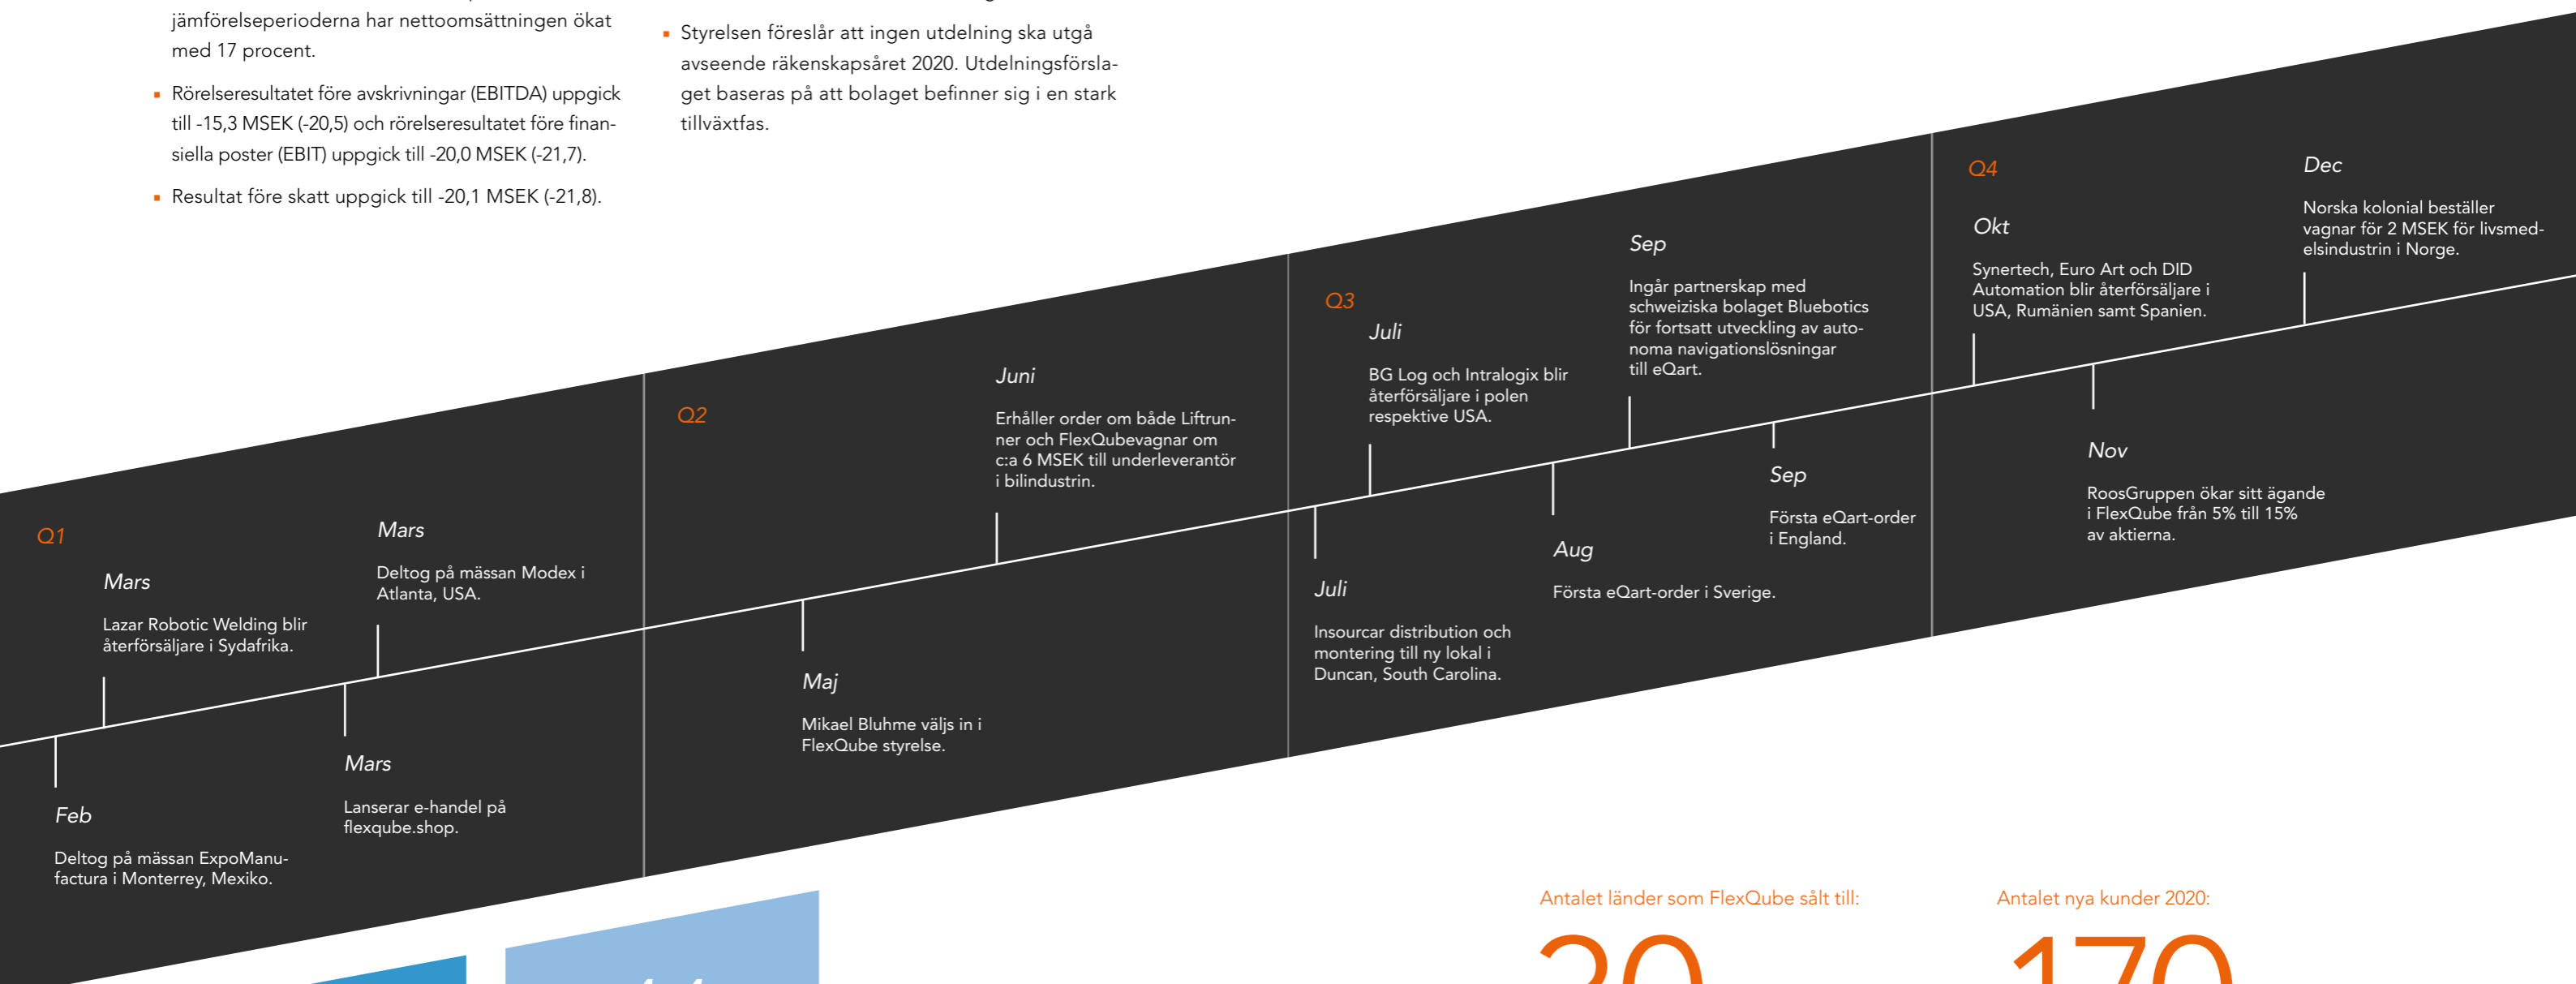 jämförelseperioderna har nettoomsättningen ökat
med 17 procent.
▪ Rörelseresultatet före avskrivningar (EBITDA) uppgick
till -15,3 MSEK (-20,5) och rörelseresultatet före finan-
siella poster (EBIT) uppgick till -20,0 MSEK (-21,7).
▪ Resultat före skatt uppgick till -20,1 MSEK (-21,8).
▪ Styrelsen föreslår att ingen utdelning ska utgå
avseende räkenskapsåret 2020. Utdelningsförsla-
get baseras på att bolaget befinner sig i en stark
tillväxtfas.
Q1
Mars
Lazar Robotic Welding blir
återförsäljare i Sydafrika.
Mars
Deltog på mässan Modex i
Atlanta, USA.
Feb
Deltog på mässan ExpoManu-
factura i Monterrey, Mexiko.
Mars
Lanserar e-handel på
flexqube.shop.
Q2
Juni
Erhåller order om både Liftrun-
ner och FlexQubevagnar om
c:a 6 MSEK till underleverantör
i bilindustrin.
Maj
Mikael Bluhme väljs in i
FlexQube styrelse.
Q3
Juli
BG Log och Intralogix blir
återförsäljare i polen
respektive USA.
Sep
Ingår partnerskap med
schweiziska bolaget Bluebotics
för fortsatt utveckling av auto-
noma navigationslösningar
till eQart.
Juli
Insourcar distribution och
montering till ny lokal i
Duncan, South Carolina.
Aug
Första eQart-order i Sverige.
Sep
Första eQart-order
i England.
Q4
Okt
Synertech, Euro Art och DID
Automation blir återförsäljare i
USA, Rumänien samt Spanien.
Dec
Norska kolonial beställer
vagnar för 2 MSEK för livsmed-
elsindustrin i Norge.
Nov
RoosGruppen ökar sitt ägande
i FlexQube från 5% till 15%
av aktierna.
Antalet länder som FlexQube sålt till:
Antalet nya kunder 2020:
170